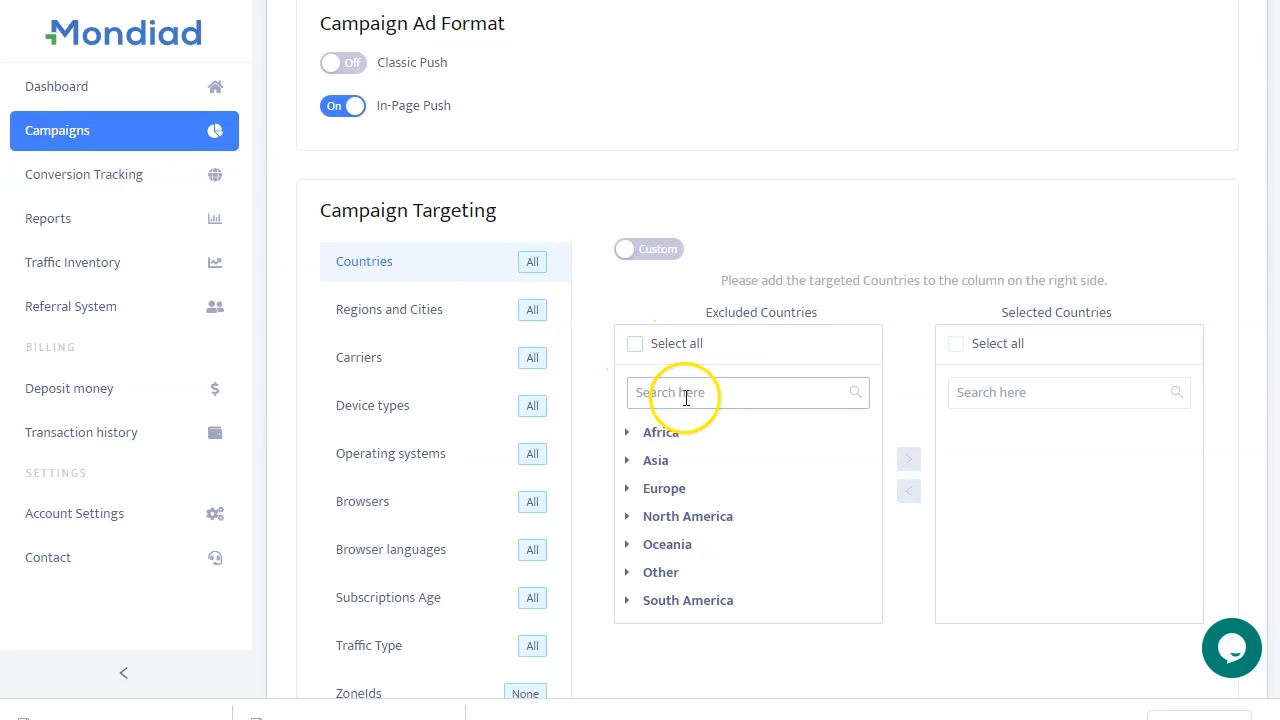 Mondiad
Dashboard
Campaigns
Conversion Tracking
Reports
Traffic Inventory
Referral System
BILLING
Deposit money
Transaction history
SETTINGS
Account Settings
Contact
Campaign Ad Format
Off Classic Push
On In-Page Push
Campaign Targeting
Countries All
Regions and Cities All
Carriers All
Device types All
Operating systems All
Browsers All
Browser languages All
Subscriptions Age All
Traffic Type All
ZoneIds None
Custom
Please add the targeted Countries to the column on the right side.
Excluded Countries
Select all
Search here
Africa
Asia
Europe
North America
Oceania
Other
South America
Selected Countries
Select all
Search here